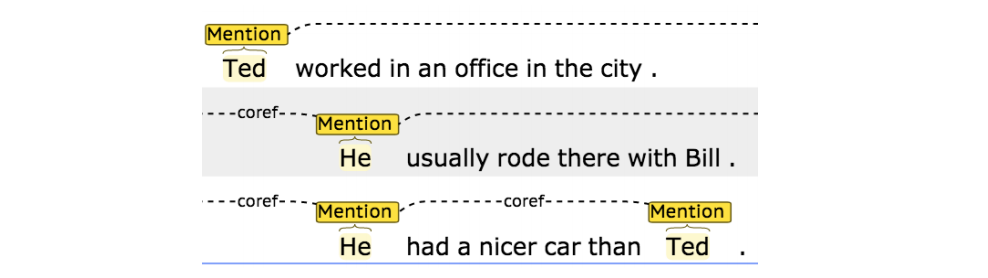 Mention
Ted worked in an office in the city .
coref
Mention
He usually rode there with Bill .
coref coref
Mention Mention
He had a nicer car than Ted .